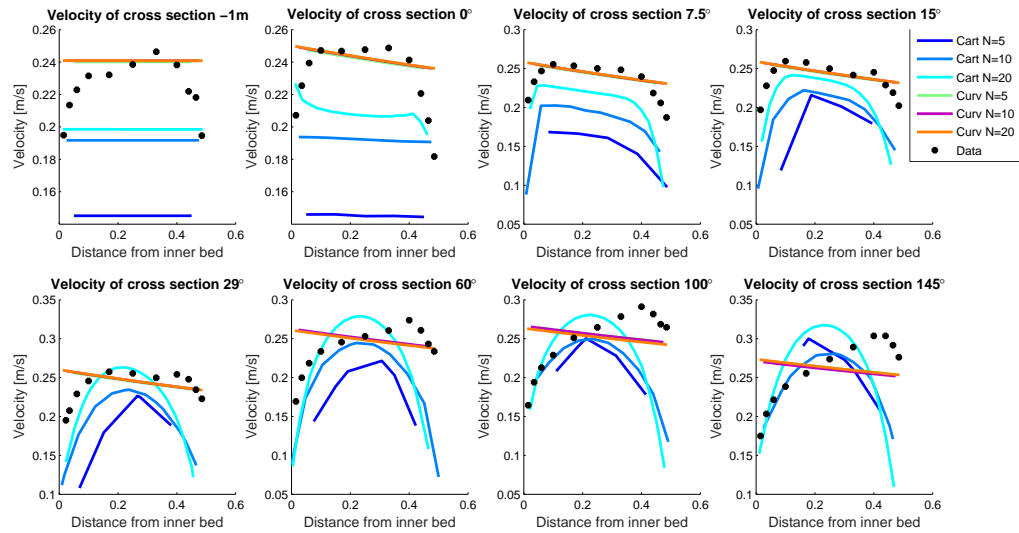 Velocity of cross section −1m
Velocity [m/s]
0.26
0.24
0.22
0.2
0.18
0.16
0 0.2 0.4 0.6
Distance from inner bed
Velocity of cross section 0°
Velocity [m/s]
0.26
0.24
0.22
0.2
0.18
0.16
0.14
0 0.2 0.4 0.6
Distance from inner bed
Velocity of cross section 7.5°
Velocity [m/s]
0.3
0.25
0.2
0.15
0.1
0.05
0 0.2 0.4 0.6
Distance from inner bed
Velocity of cross section 15°
Velocity [m/s]
0.3
0.25
0.2
0.15
0.1
0.05
0 0.2 0.4 0.6
Distance from inner bed
Cart N=5
Cart N=10
Cart N=20
Curv N=5
Curv N=10
Curv N=20
Data
Velocity of cross section 29°
Velocity [m/s]
0.35
0.3
0.25
0.2
0.15
0.1
0 0.2 0.4 0.6
Distance from inner bed
Velocity of cross section 60°
Velocity [m/s]
0.3
0.25
0.2
0.15
0.1
0.05
0 0.2 0.4 0.6
Distance from inner bed
Velocity of cross section 100°
Velocity [m/s]
0.3
0.25
0.2
0.15
0.1
0.05
0 0.2 0.4 0.6
Distance from inner bed
Velocity of cross section 145°
Velocity [m/s]
0.35
0.3
0.25
0.2
0.15
0.1
0 0.2 0.4 0.6
Distance from inner bed